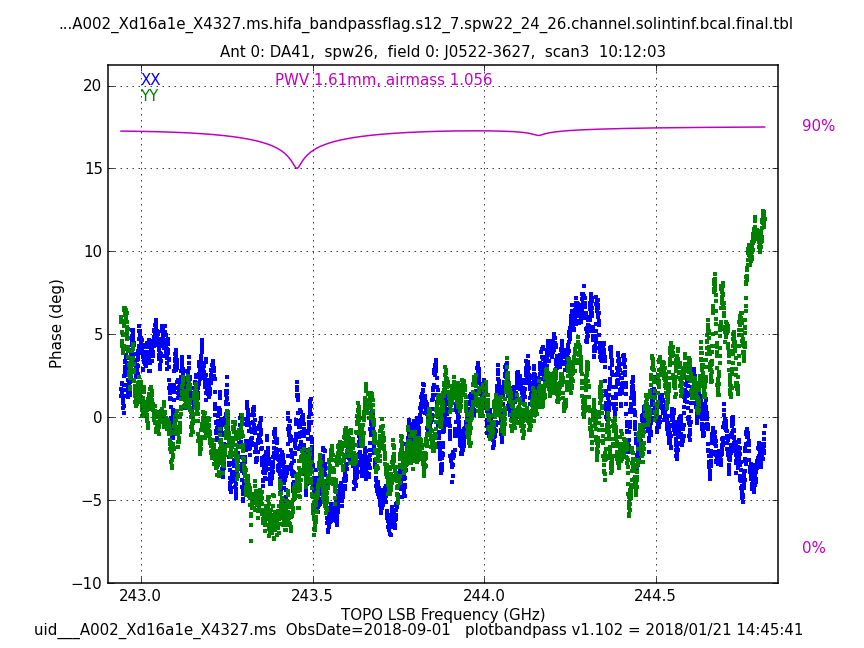 ...A002_Xd16a1e_X4327.ms.hifa_bandpassflag.s12_7.spw22_24_26.channel.solintinf.bcal.final.tbl
Ant 0: DA41, spw26, field 0: J0522-3627, scan3 10:12:03
XX
PWV 1.61mm, airmass 1.056
YY
90%
0%
20
15
10
5
0
−5
−10
Phase (deg)
243.0 243.5 244.0 244.5
TOPO LSB Frequency (GHz)
uid___A002_Xd16a1e_X4327.ms ObsDate=2018-09-01 plotbandpass v1.102 = 2018/01/21 14:45:41